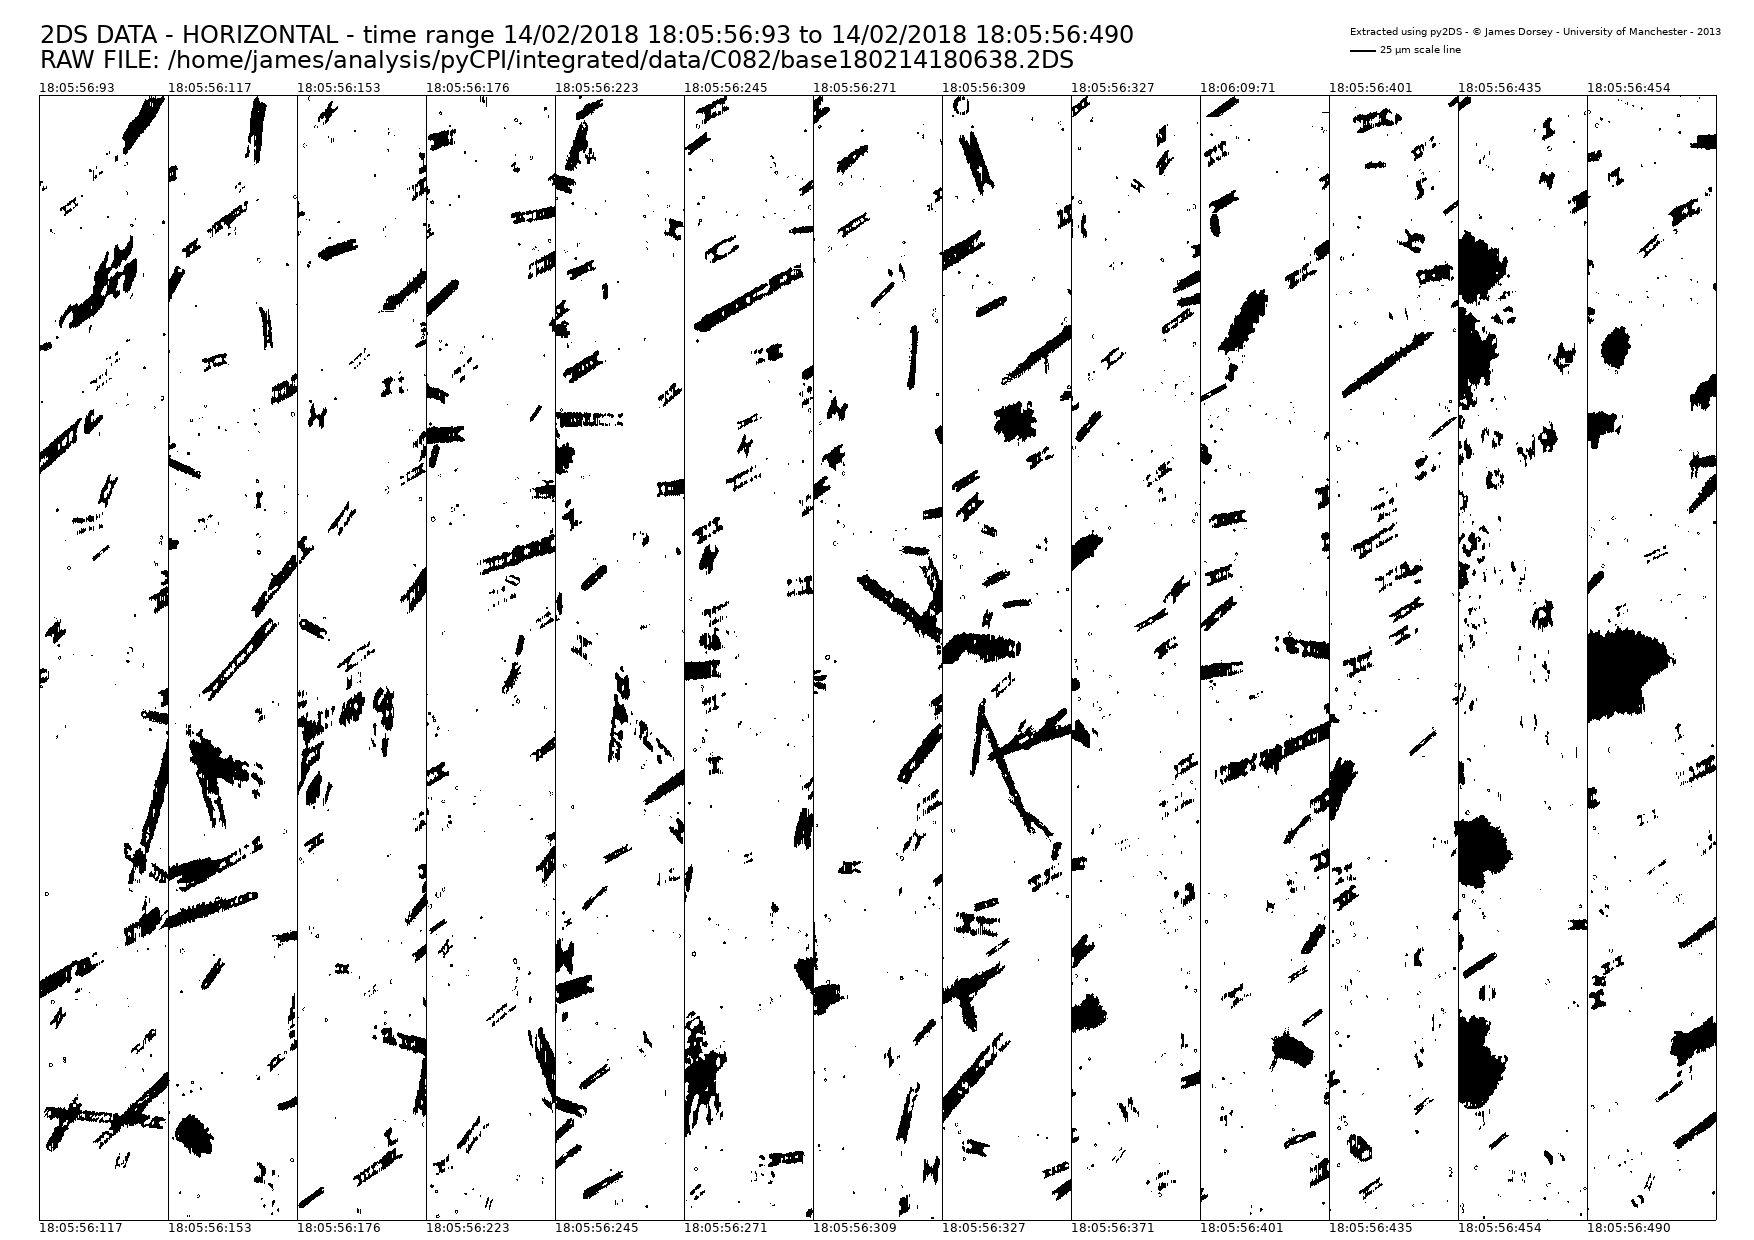 2DS DATA - HORIZONTAL - time range 14/02/2018 18:05:56:93 to 14/02/2018 18:05:56:490
RAW FILE: /home/james/analysis/pyCPI/integrated/data/C082/base180214180638.2DS
Extracted using py2DS - © James Dorsey - University of Manchester - 2013
25 µm scale line
18:05:56:93 18:05:56:117 18:05:56:153 18:05:56:176 18:05:56:223 18:05:56:245 18:05:56:271 18:05:56:309 18:05:56:327 18:06:09:71 18:05:56:401 18:05:56:435 18:05:56:454
18:05:56:117 18:05:56:153 18:05:56:176 18:05:56:223 18:05:56:245 18:05:56:271 18:05:56:309 18:05:56:327 18:05:56:371 18:05:56:401 18:05:56:435 18:05:56:454 18:05:56:490